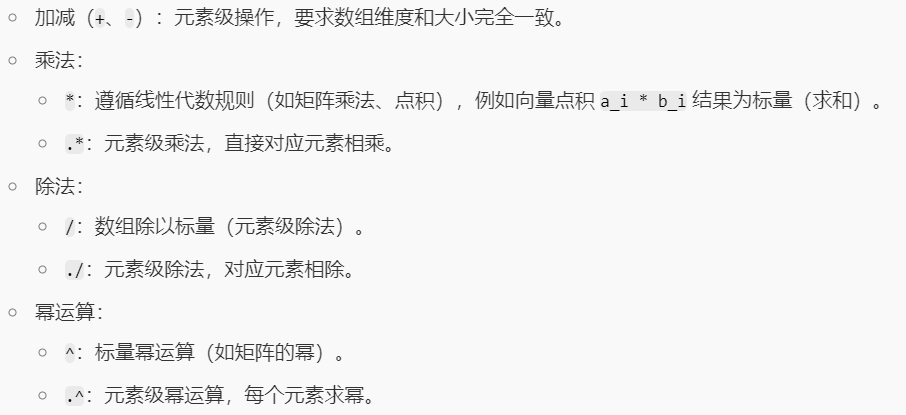 加减（+、-）：元素级操作，要求数组维度和大小完全一致。
乘法：
*：遵循线性代数规则（如矩阵乘法、点积），例如向量点积 a_i * b_i 结果为标量（求和）。
.*：元素级乘法，直接对应元素相乘。
除法：
/：数组除以标量（元素级除法）。
./：元素级除法，对应元素相除。
幂运算：
^：标量幂运算（如矩阵的幂）。
.^：元素级幂运算，每个元素求幂。